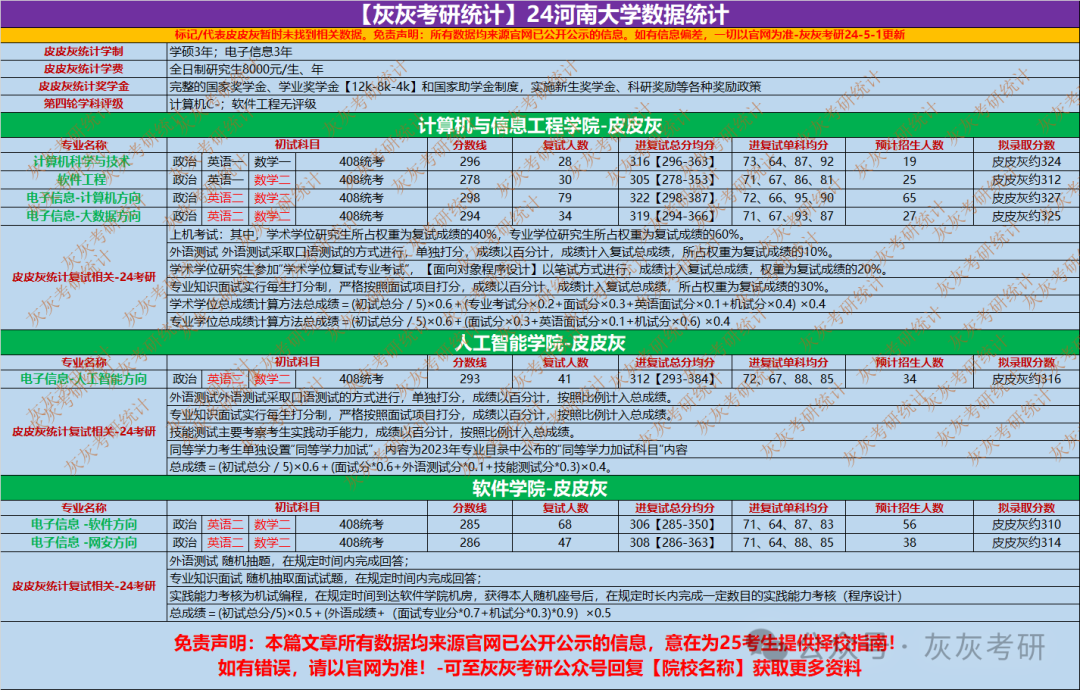 【灰灰考研统计】24河南大学数据统计
标记/代表皮皮灰暂时未找到相关数据。免责声明：所有数据均来源官网已公开公示的信息。如有信息偏差，一切以官网为准-灰灰考研24-5-1更新
皮皮灰统计学制 学硕3年；电子信息3年
皮皮灰统计学费 全日制研究生8000元/生、年
皮皮灰统计奖学金 完整的国家奖学金、学业奖学金【12k-8k-4k】和国家助学金制度，实施新生奖学金、科研奖励等各种奖励政策
第四轮学科评级 计算机C-；软件工程无评级
计算机与信息工程学院-皮皮灰
专业名称 初试科目 分数线 复试人数 进复试总分均分 进复试单科均分 预计招生人数 拟录取分数
计算机科学与技术 政治 英语一 数学一 408统考 296 28 316【296-363】 73、64、87、92 19 皮皮灰约324
软件工程 政治 英语一 数学二 408统考 278 30 305【278-353】 71、67、86、81 25 皮皮灰约312
电子信息-计算机方向 政治 英语二 数学二 408统考 298 79 322【298-387】 72、66、95、90 65 皮皮灰约327
电子信息-大数据方向 政治 英语二 数学二 408统考 294 34 319【294-366】 71、67、93、87 27 皮皮灰约325
皮皮灰统计复试相关-24考研
上机考试：其中，学术学位研究生所占权重为复试成绩的40%，专业学位研究生所占权重为复试成绩的60%。
外语测试 外语测试采取口语测试的方式进行，单独打分，成绩以百分计，成绩计入复试总成绩，所占权重为复试成绩的10%。
学术学位研究生参加“学术学位复试专业考试”，【面向对象程序设计】以笔试方式进行，成绩计入复试总成绩，权重为复试成绩的20%。
专业知识面试实行每生打分制，严格按照面试项目打分，成绩以百分计，成绩计入复试总成绩，所占权重为复试成绩的30%。
学术学位总成绩计算方法总成绩＝(初试总分 / 5)×0.6＋(专业考试分×0.2＋面试分×0.3＋英语面试分×0.1＋机试分×0.4) ×0.4
专业学位总成绩计算方法总成绩＝(初试总分 / 5)×0.6＋(面试分×0.3＋英语面试分×0.1＋机试分×0.6) ×0.4
人工智能学院-皮皮灰
专业名称 初试科目 分数线 复试人数 进复试总分均分 进复试单科均分 预计招生人数 拟录取分数
电子信息-人工智能方向 政治 英语二 数学二 408统考 293 41 312【293-384】 72、67、88、85 34 皮皮灰约316
皮皮灰统计复试相关-24考研
外语测试外语测试采取口语测试的方式进行，单独打分，成绩以百分计，按照比例计入总成绩。
专业知识面试实行每生打分制，严格按照面试项目打分，成绩以百分计，按照比例计入总成绩。
技能测试主要考察考生实践动手能力，成绩以百分计，按照比例计入总成绩。
同等学力考生单独设置“同等学力加试”，内容为2023年专业目录中公布的“同等学力加试科目”内容
总成绩＝(初试总分 / 5)×0.6＋(面试分*0.6＋外语测试分*0.1＋技能测试分*0.3)×0.4。
软件学院-皮皮灰
专业名称 初试科目 分数线 复试人数 进复试总分均分 进复试单科均分 预计招生人数 拟录取分数
电子信息 -软件方向 政治 英语二 数学二 408统考 285 68 306【285-350】 71、64、87、83 56 皮皮灰约310
电子信息 -网安方向 政治 英语二 数学二 408统考 286 47 308【286-363】 71、64、88、85 38 皮皮灰约314
皮皮灰统计复试相关-24考研
外语测试 随机抽题，在规定时间内完成回答；
专业知识面试 随机抽取面试试题，在规定时间内完成回答；
实践能力考核为机试编程，在规定时间到达软件学院机房，获得本人随机座号后，在规定时长内完成一定数目的实践能力考核（程序设计）
总成绩＝(初试总分/5)×0.5＋(外语成绩+（面试专业分*0.7+机试分*0.3)*0.9）×0.5
免责声明：本篇文章所有数据均来源官网已公开公示的信息，意在为25考生提供择校指南！
如有错误，请以官网为准！-可至灰灰考研公众号回复【院校名称】获取更多资料
公众号 · 灰灰考研